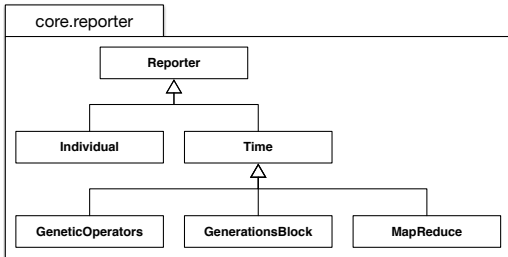 core.reporter
Reporter
Individual
Time
GeneticOperators
GenerationsBlock
MapReduce